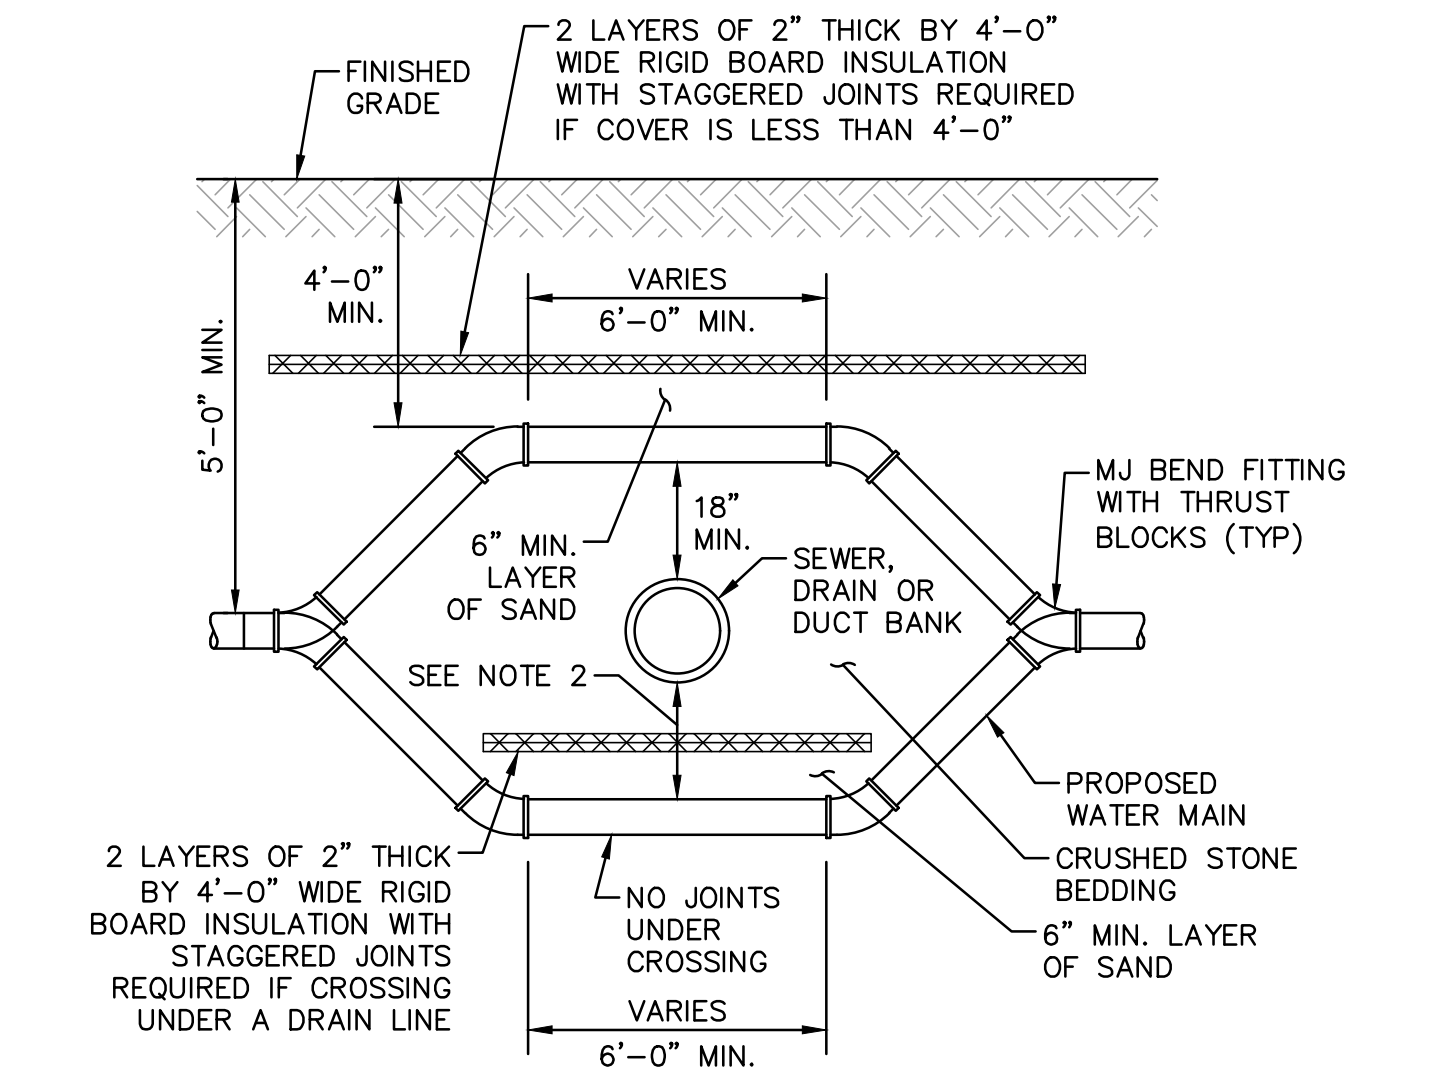 2 LAYERS OF 2” THICK BY 4’–0”
WIDE RIGID BOARD INSULATION
WITH STAGGERED JOINTS REQUIRED
IF COVER IS LESS THAN 4’–0”
FINISHED
GRADE
4’–0”
MIN.
VARIES
6’–0” MIN.
5’–0” MIN.
MJ BEND FITTING
WITH THRUST
BLOCKS (TYP)
18”
MIN.
6” MIN.
LAYER
OF SAND
SEWER,
DRAIN OR
DUCT BANK
SEE NOTE 2
PROPOSED
WATER MAIN
2 LAYERS OF 2” THICK
BY 4’–0” WIDE RIGID
BOARD INSULATION WITH
STAGGERED JOINTS
REQUIRED IF CROSSING
UNDER A DRAIN LINE
NO JOINTS
UNDER
CROSSING
CRUSHED STONE
BEDDING
6” MIN. LAYER
OF SAND
VARIES
6’–0” MIN.